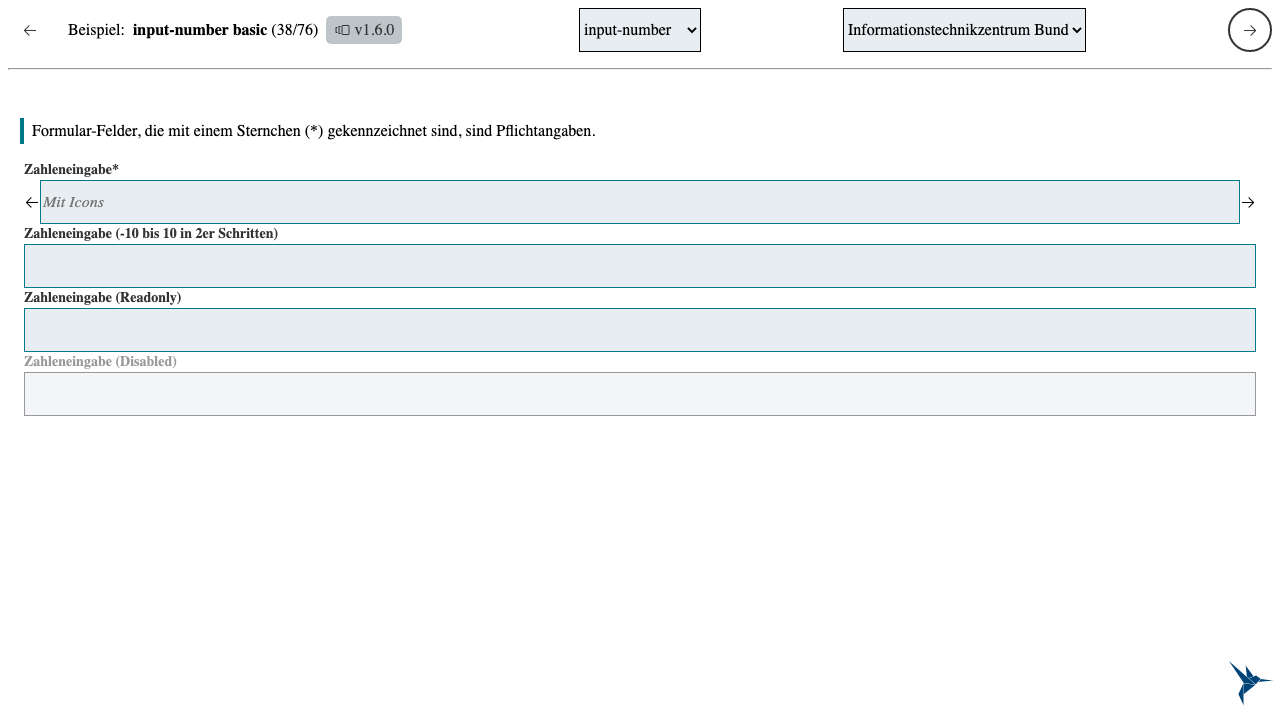 Beispiel: input-number basic (38/76) v1.6.0 input-number Informationstechnikzentrum Bund
Formular-Felder, die mit einem Sternchen (*) gekennzeichnet sind, sind Pflichtangaben.
Zahleneingabe*
Mit Icons
Zahleneingabe (-10 bis 10 in 2er Schritten)
Zahleneingabe (Readonly)
Zahleneingabe (Disabled)